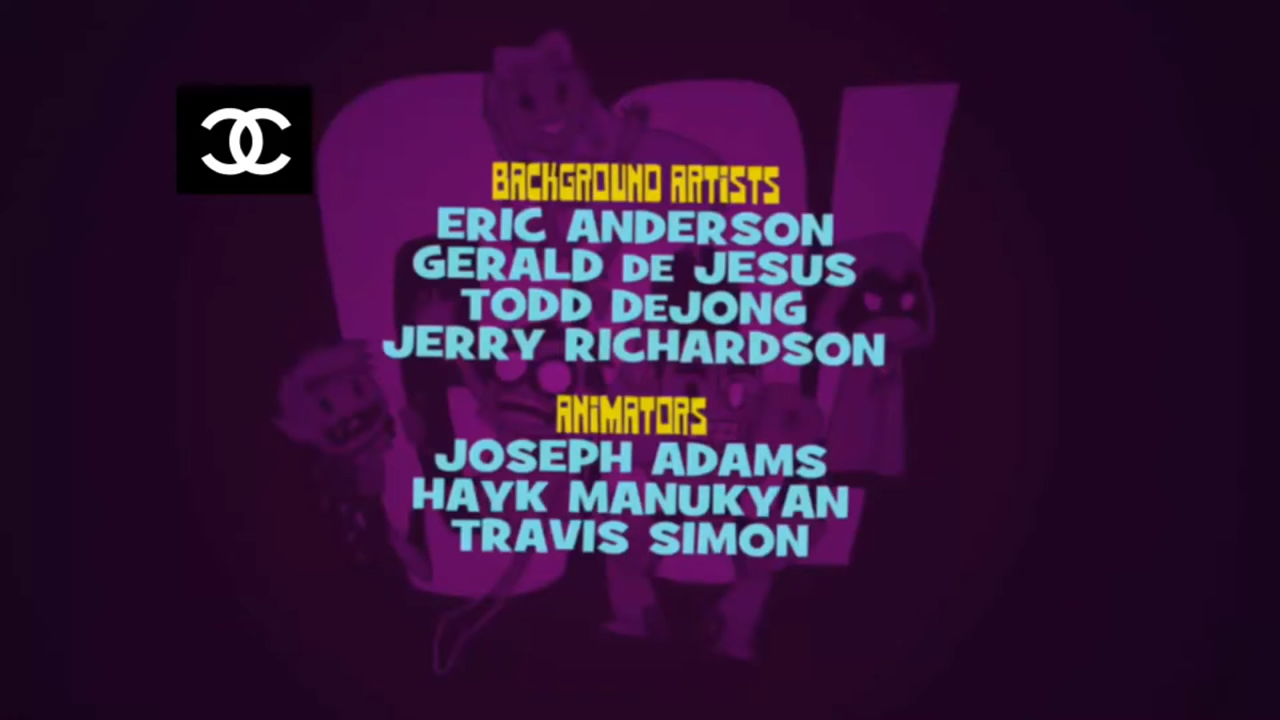 BACKGROUND ARTiSTS
ERIC ANDERSON
GERALD DE JESUS
TODD DEJONG
JERRY RICHARDSON
ANiMATORS
JOSEPH ADAMS
HAYK MANUKYAN
TRAVIS SIMON